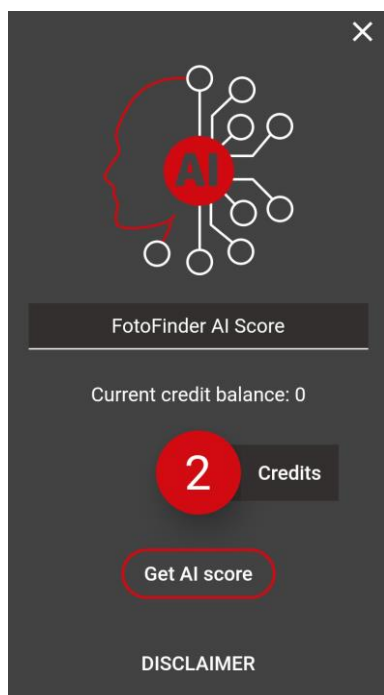 AI
FotoFinder AI Score
Current credit balance: 0
2 Credits
Get AI score
DISCLAIMER